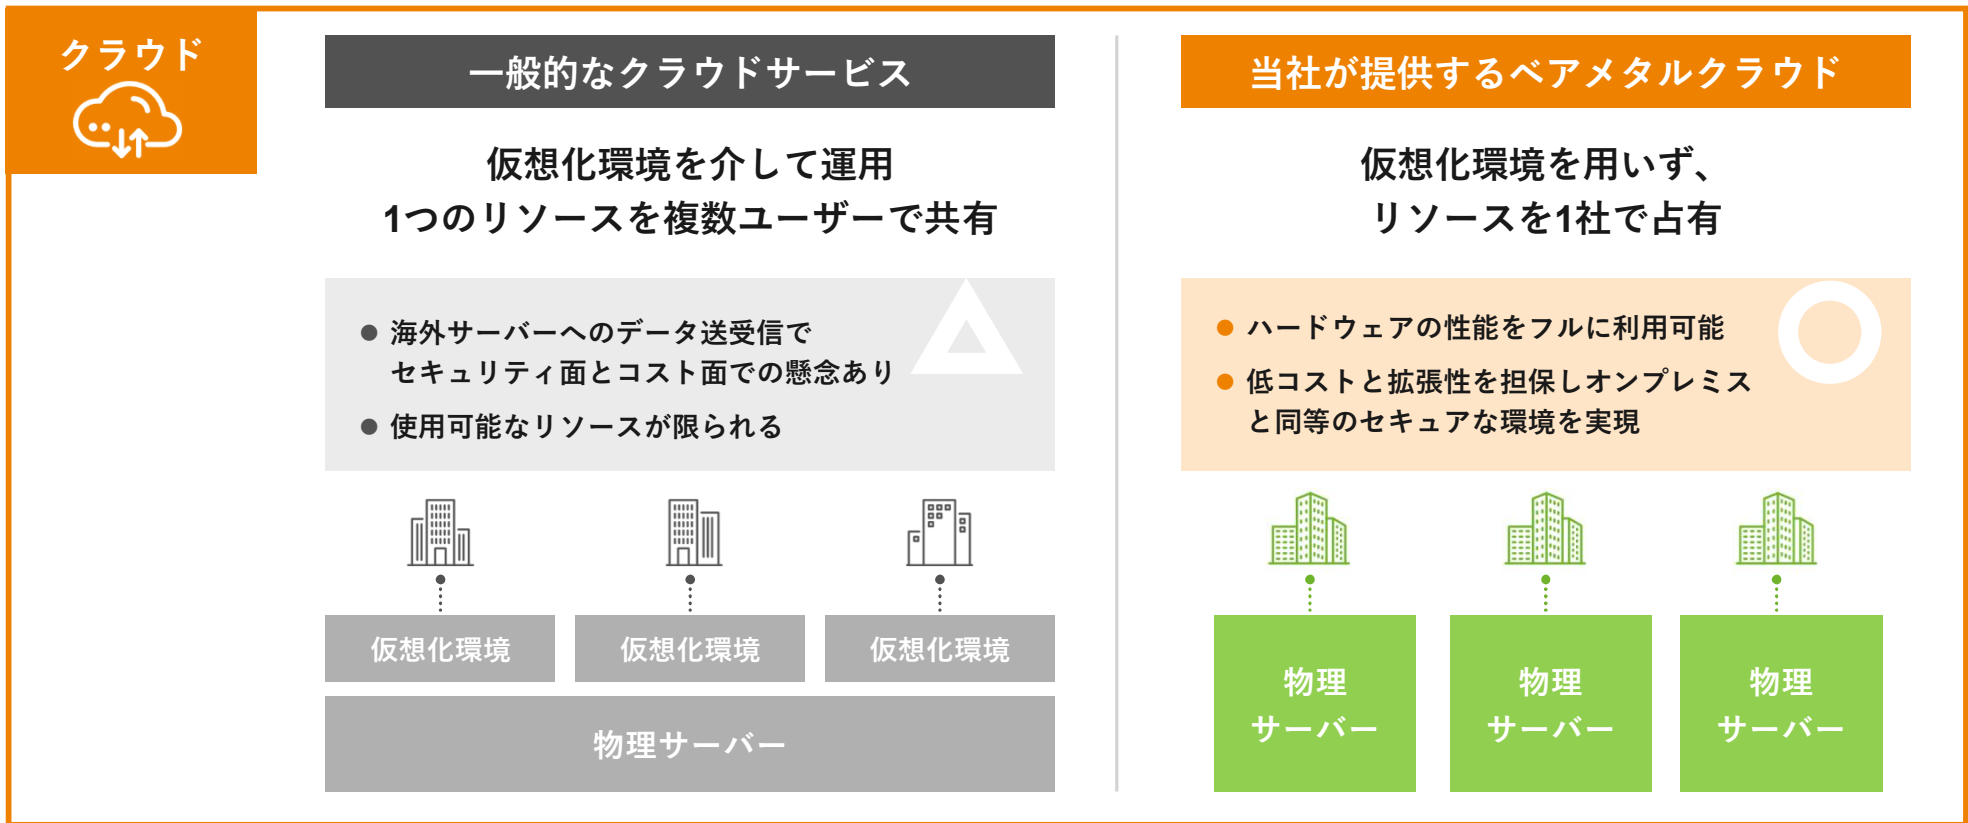 クラウド
一般的なクラウドサービス
仮想化環境を介して運用
1つのリソースを複数ユーザーで共有
● 海外サーバーへのデータ送受信で
セキュリティ面とコスト面での懸念あり
● 使用可能なリソースが限られる
仮想化環境
仮想化環境
仮想化環境
物理サーバー
当社が提供するベアメタルクラウド
仮想化環境を用いず、
リソースを1社で占有
● ハードウェアの性能をフルに利用可能
● 低コストと拡張性を担保しオンプレミス
と同等のセキュアな環境を実現
物理
サーバー
物理
サーバー
物理
サーバー